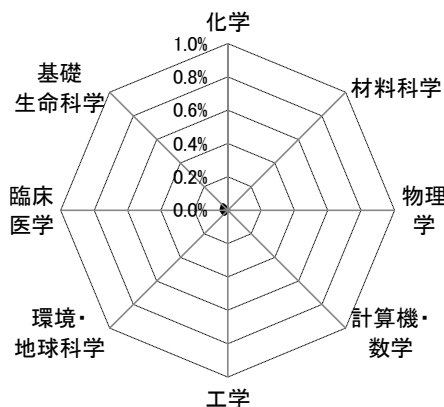 化学
1.0%
0.8%
0.6%
0.4%
0.2%
0.0%
基礎
生命科学
材料科学
臨床
医学
物理
学
環境・
地球科学
計算機・
数学
工学